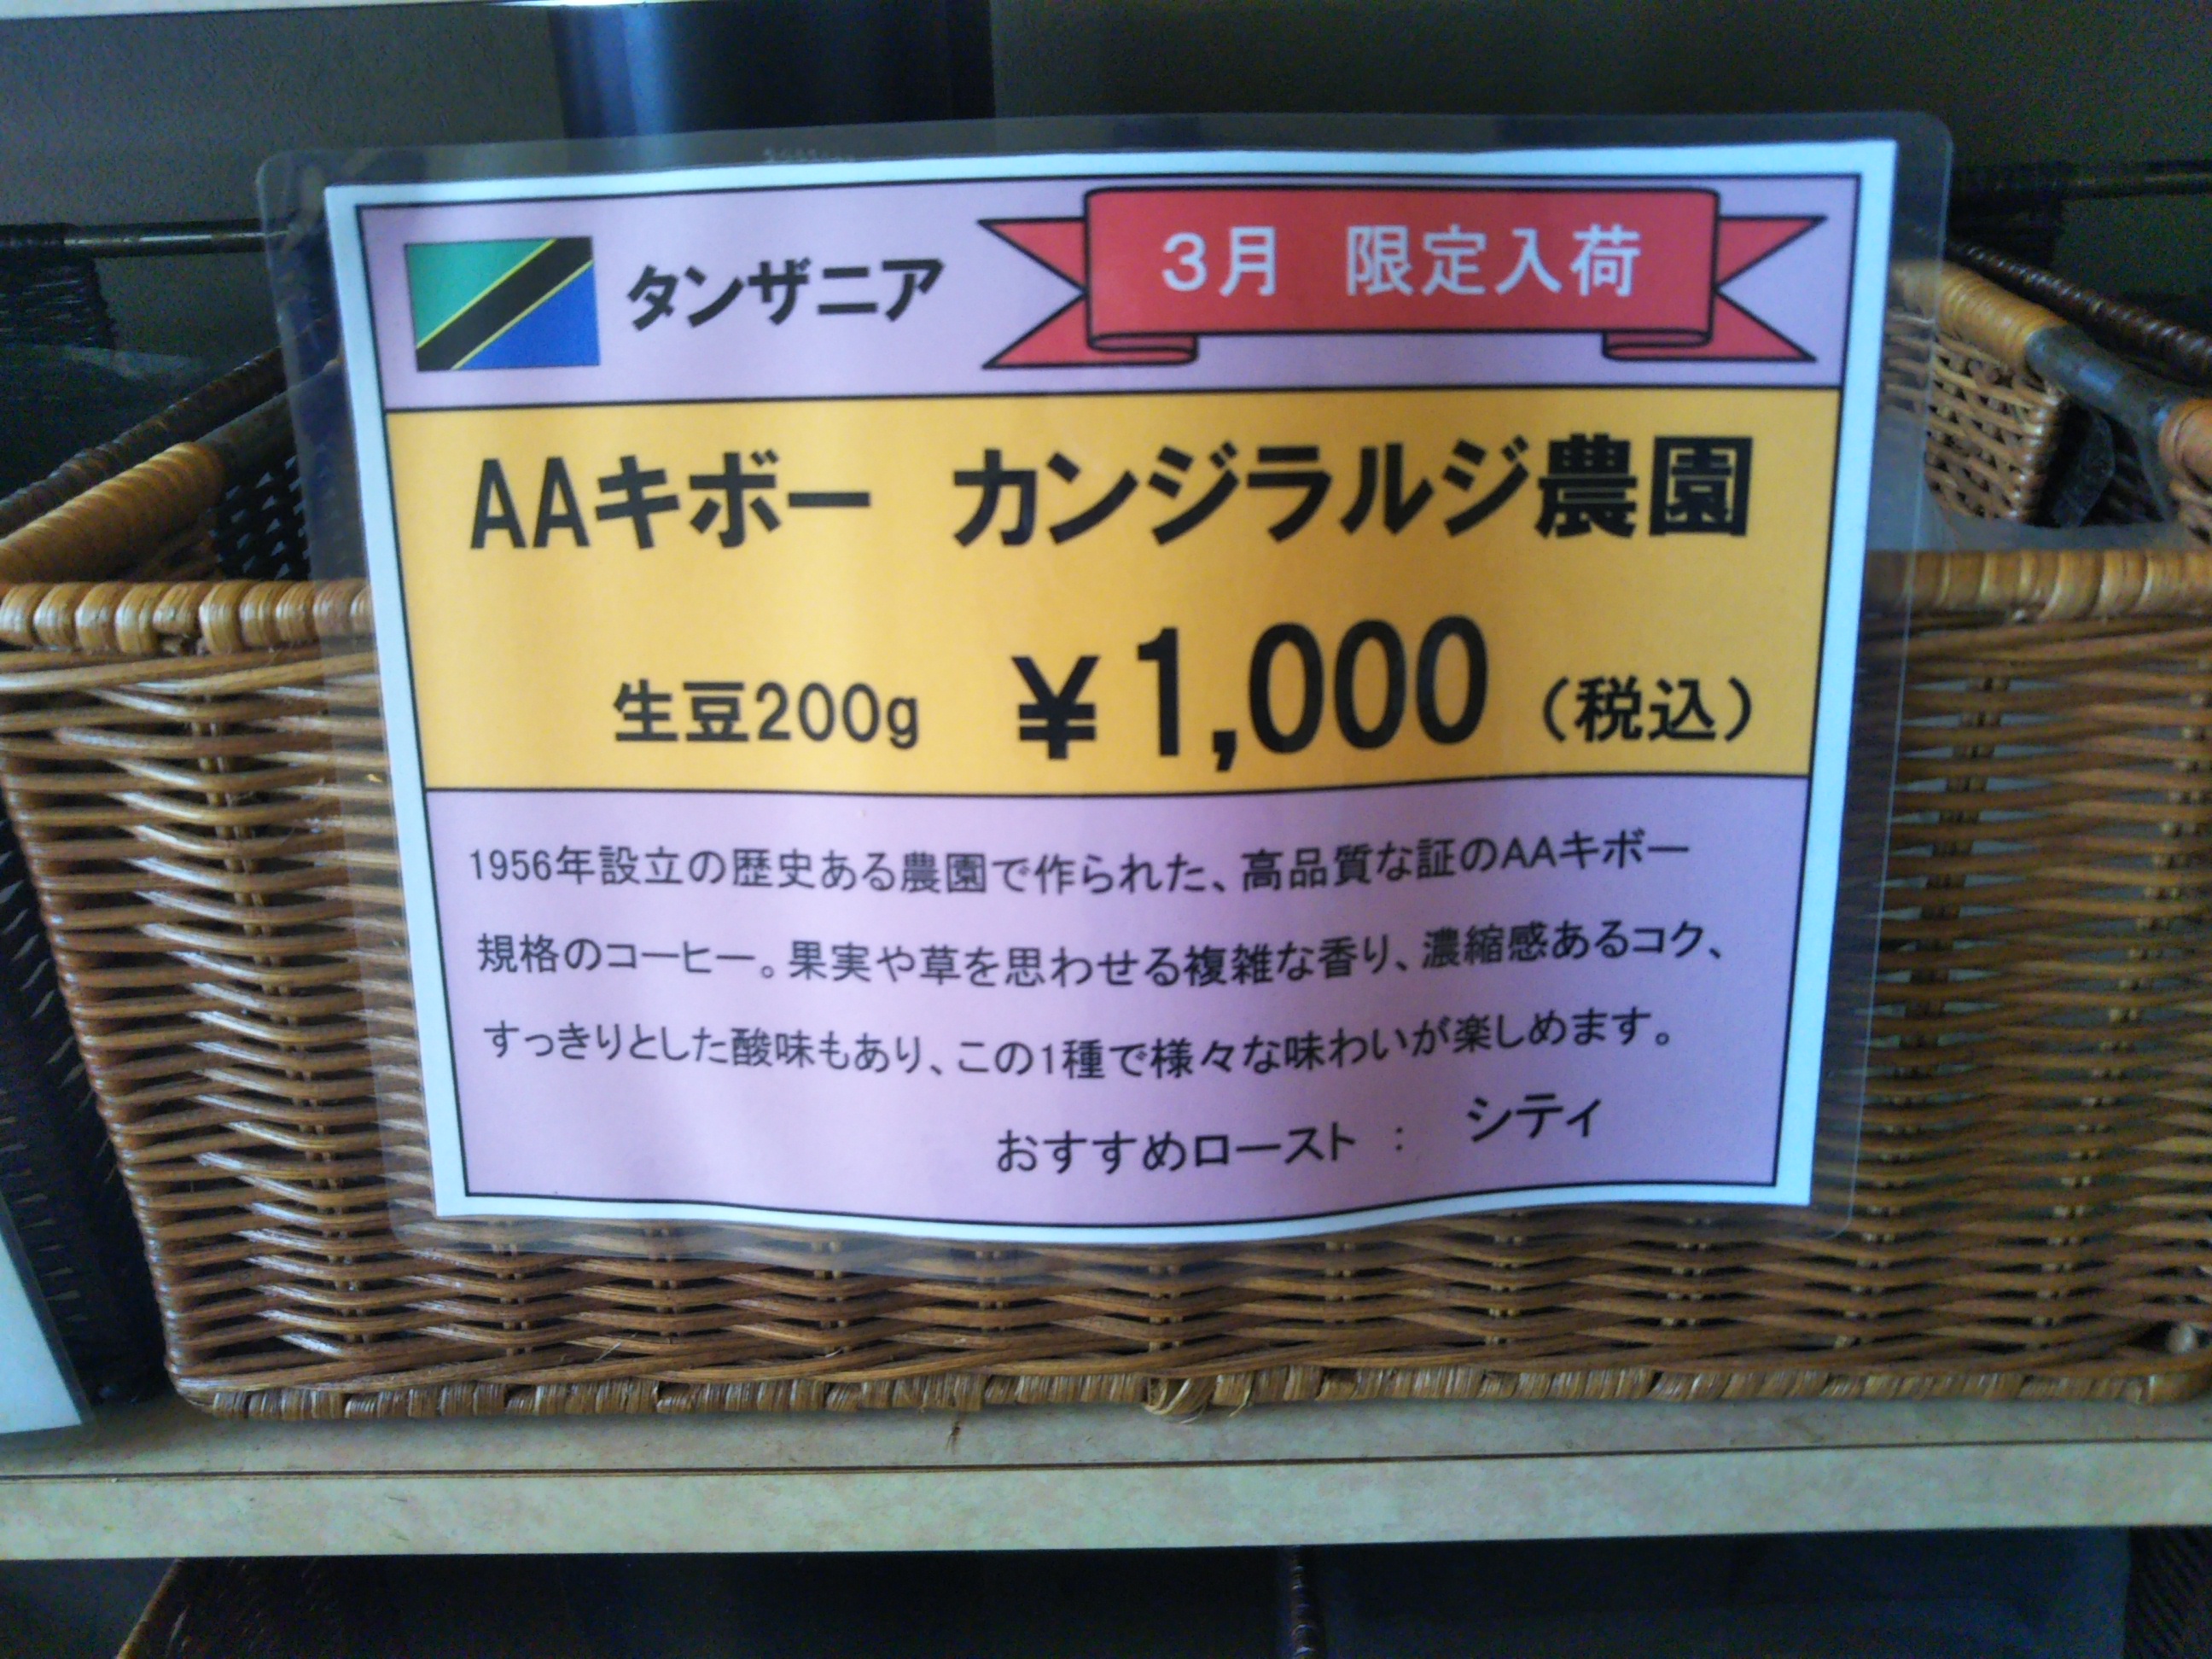 タンザニア
3月 限定入荷
AAキボー カンジラルジ農園
生豆200g ￥1,000（税込）
1956年設立の歴史ある農園で作られた、高品質な証のAAキボー
規格のコーヒー。果実や草を思わせる複雑な香り、濃縮感あるコク、
すっきりとした酸味もあり、この1種で様々な味わいが楽しめます。
おすすめロースト ： シティ